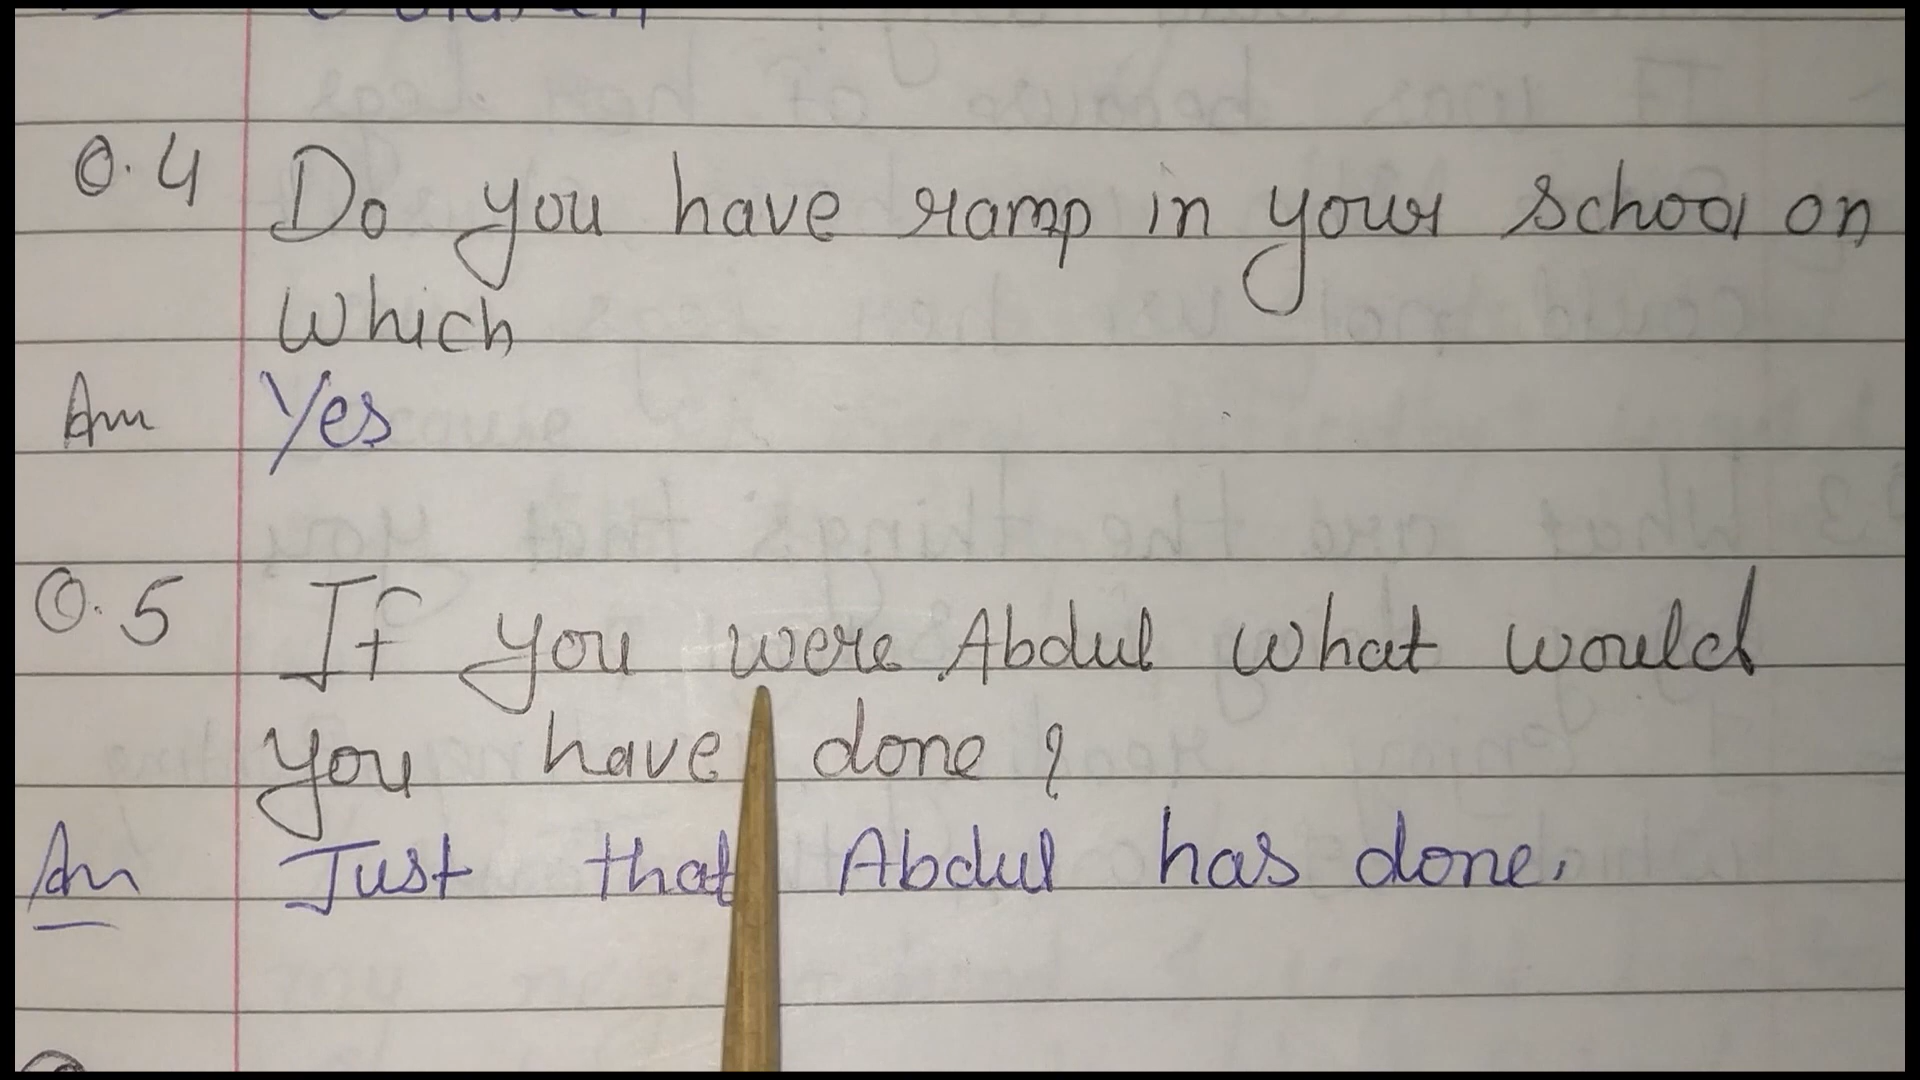 Q.4 Do you have ramp in your school on
which
Ans Yes
Q.5 If you were Abdul what would
you have done ?
Ans Just that Abdul has done.